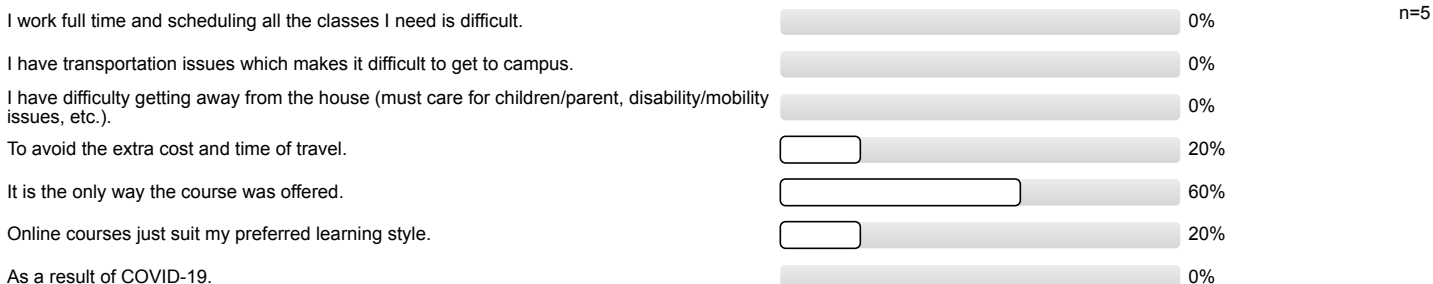 I work full time and scheduling all the classes I need is difficult. 0% n=5
I have transportation issues which makes it difficult to get to campus. 0%
I have difficulty getting away from the house (must care for children/parent, disability/mobility
issues, etc.). 0%
To avoid the extra cost and time of travel. 20%
It is the only way the course was offered. 60%
Online courses just suit my preferred learning style. 20%
As a result of COVID-19. 0%